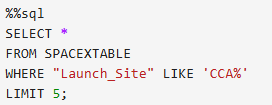 %%sql
SELECT *
FROM SPACEXTABLE
WHERE "Launch_Site" LIKE 'CCA%'
LIMIT 5;